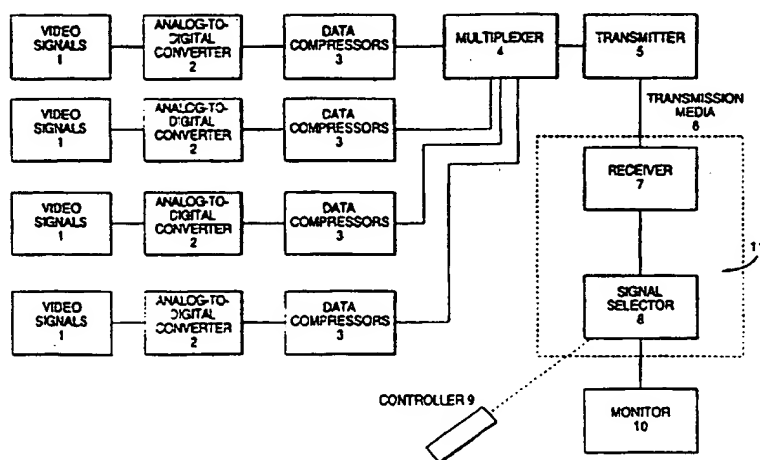 VIDEO
SIGNALS
1
ANALOG-TO-
DIGITAL
CONVERTER
2
DATA
COMPRESSORS
3
MULTIPLEXER
4
TRANSMITTER
5
TRANSMISSION
MEDIA
6
VIDEO
SIGNALS
1
ANALOG-TO-
DIGITAL
CONVERTER
2
DATA
COMPRESSORS
3
RECEIVER
7
VIDEO
SIGNALS
1
ANALOG-TO-
DIGITAL
CONVERTER
2
DATA
COMPRESSORS
3
11
VIDEO
SIGNALS
1
ANALOG-TO-
DIGITAL
CONVERTER
2
DATA
COMPRESSORS
3
SIGNAL
SELECTOR
8
CONTROLLER 9
MONITOR
10